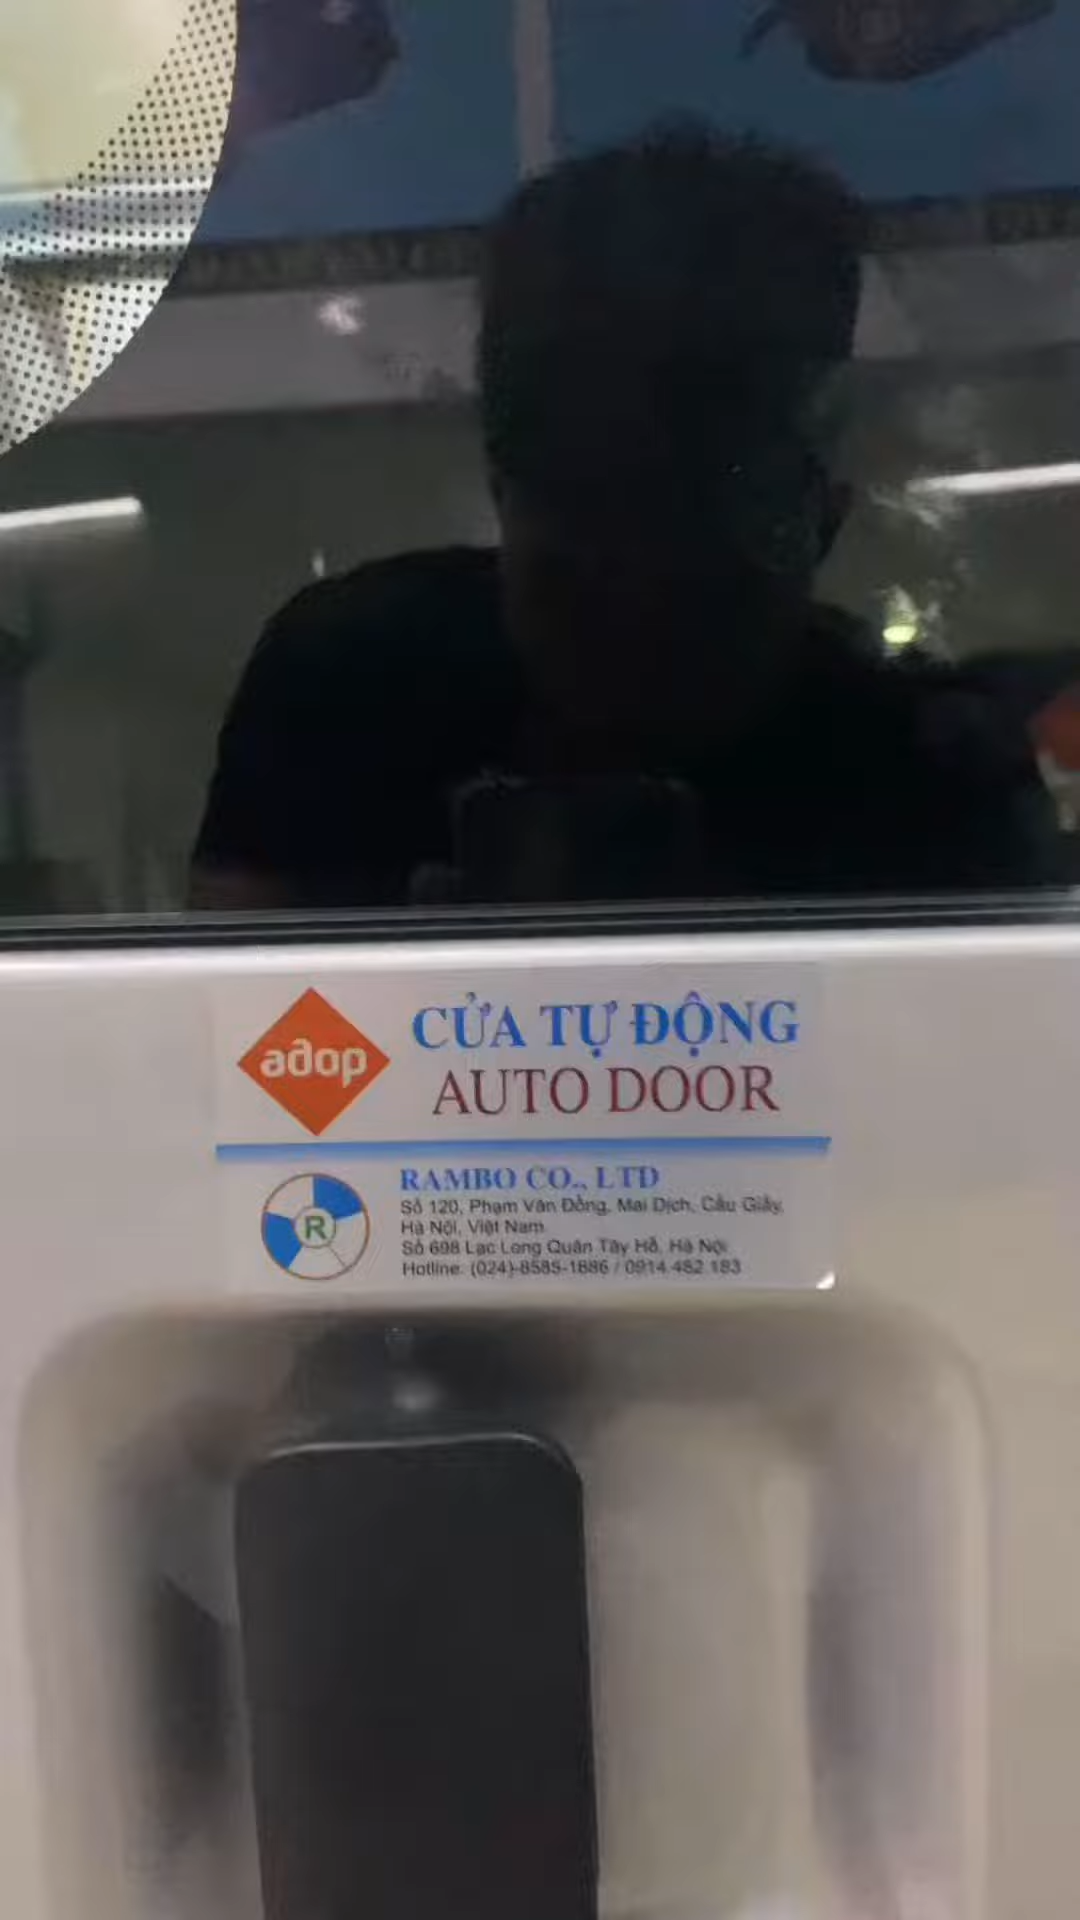 adop
CỬA TỰ ĐỘNG
AUTO DOOR
R
RAMBO CO., LTD
Số 120, Phạm Văn Đồng, Mai Dịch, Cầu Giấy,
Hà Nội, Việt Nam
Số 698 Lạc Long Quân Tây Hồ, Hà Nội
Hotline: (024)-8585-1886 / 0914 482 183